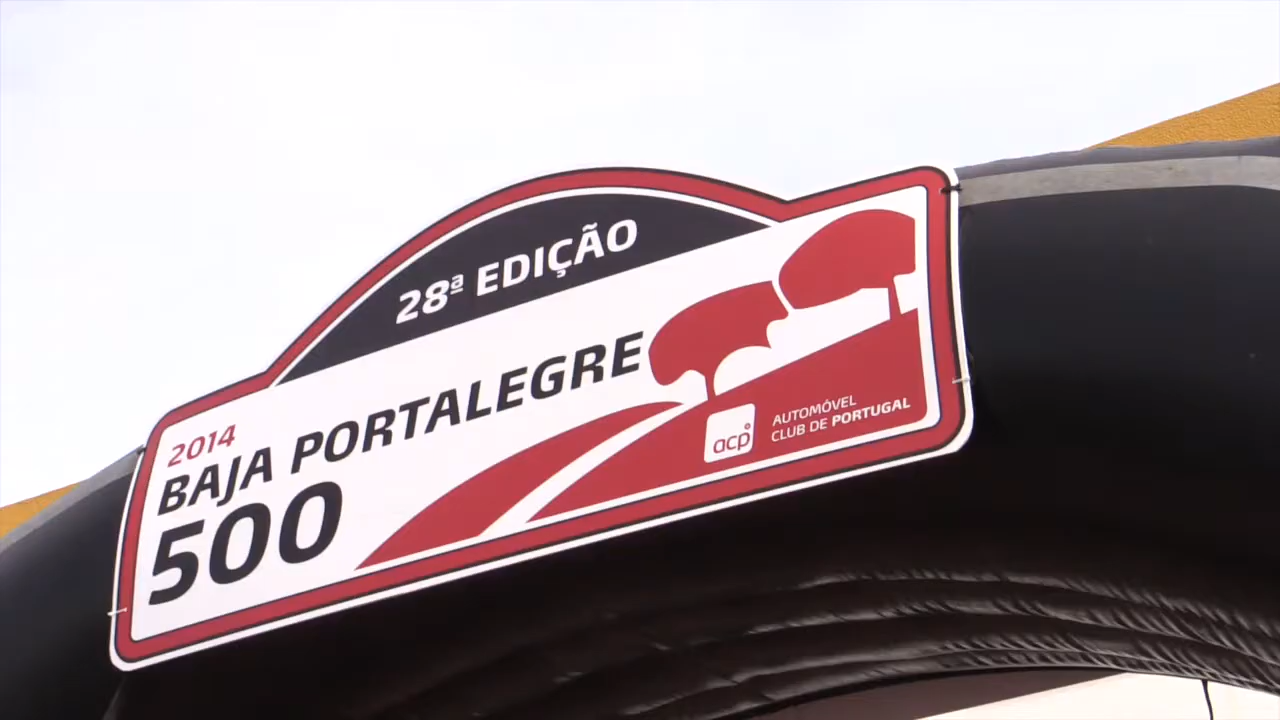 28ª EDIÇÃO
2014
BAJA PORTALEGRE
500
acp
AUTOMÓVEL
CLUB DE PORTUGAL